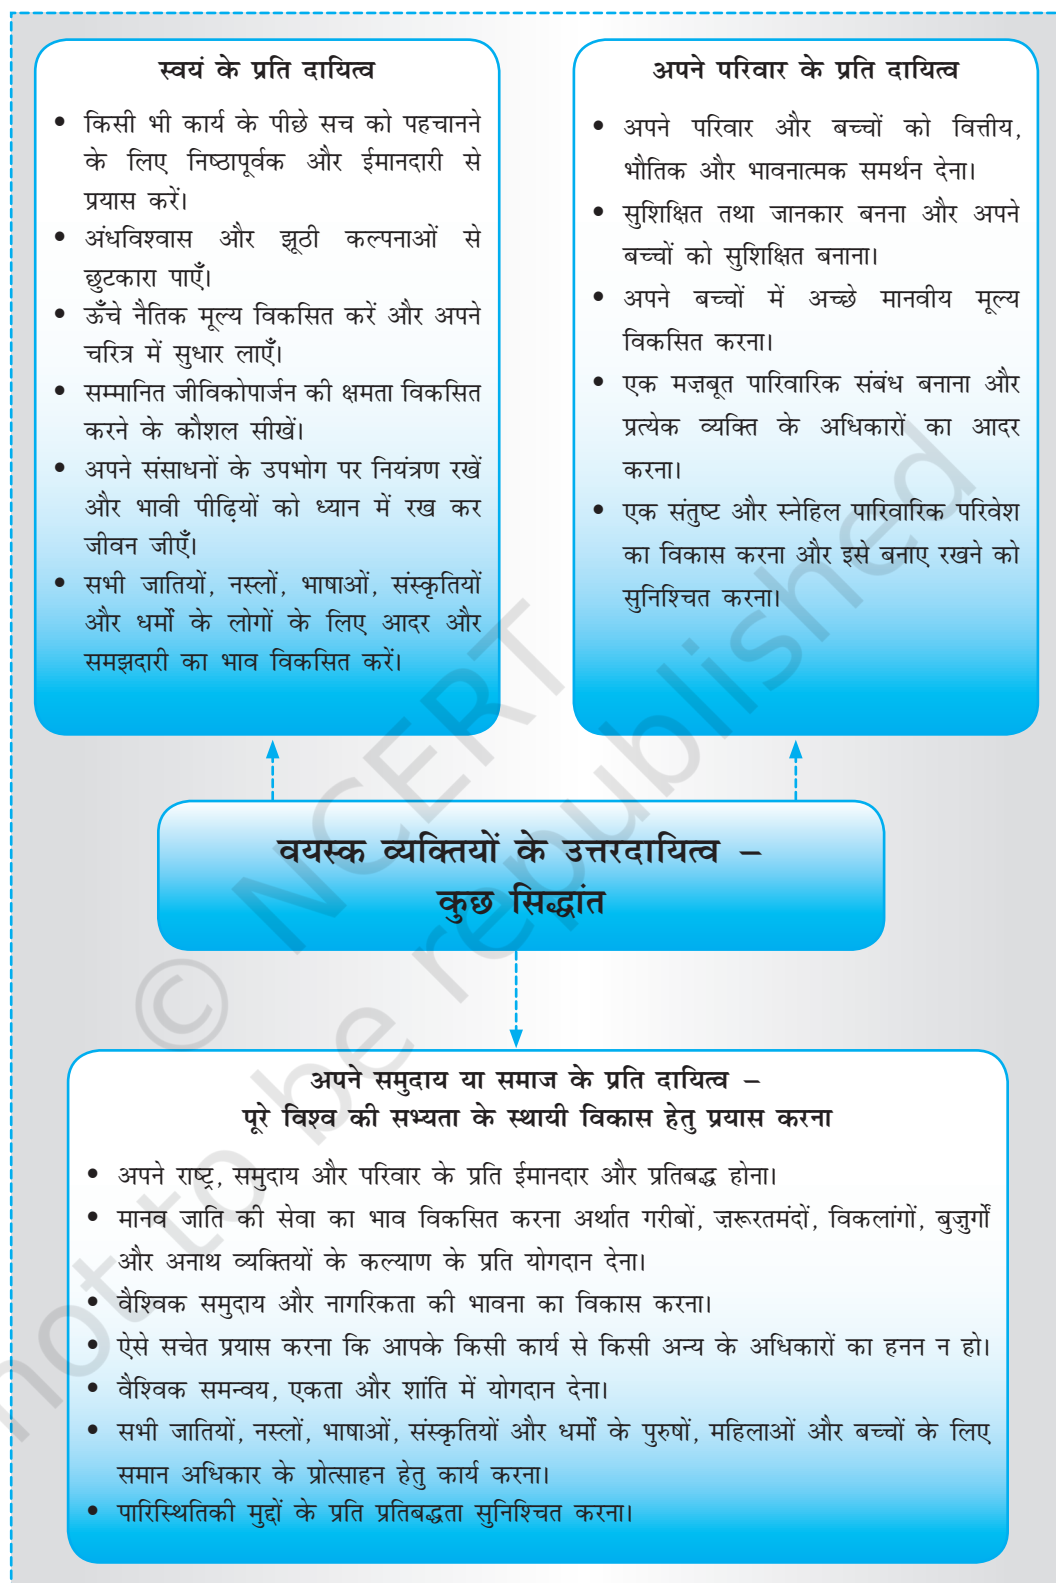 स्वयं के प्रति दायित्व
• किसी भी कार्य के पीछे सच को पहचानने
के लिए निष्ठापूर्वक और ईमानदारी से
प्रयास करें।
• अंधविश्वास और झूठी कल्पनाओं से
छुटकारा पाएँ।
• ऊँचे नैतिक मूल्य विकसित करें और अपने
चरित्र में सुधार लाएँ।
• सम्मानित जीविकोपार्जन की क्षमता विकसित
करने के कौशल सीखें।
• अपने संसाधनों के उपभोग पर नियंत्रण रखें
और भावी पीढ़ियों को ध्यान में रख कर
जीवन जीएँ।
• सभी जातियों, नस्लों, भाषाओं, संस्कृतियों
और धर्मों के लोगों के लिए आदर और
समझदारी का भाव विकसित करें।
अपने परिवार के प्रति दायित्व
• अपने परिवार और बच्चों को वित्तीय,
भौतिक और भावनात्मक समर्थन देना।
• सुशिक्षित तथा जानकार बनना और अपने
बच्चों को सुशिक्षित बनाना।
• अपने बच्चों में अच्छे मानवीय मूल्य
विकसित करना।
• एक मज़बूत पारिवारिक संबंध बनाना और
प्रत्येक व्यक्ति के अधिकारों का आदर
करना।
• एक संतुष्ट और स्नेहिल पारिवारिक परिवेश
का विकास करना और इसे बनाए रखने को
सुनिश्चित करना।
वयस्क व्यक्तियों के उत्तरदायित्व –
कुछ सिद्धांत
अपने समुदाय या समाज के प्रति दायित्व –
पूरे विश्व की सभ्यता के स्थायी विकास हेतु प्रयास करना
• अपने राष्ट्र, समुदाय और परिवार के प्रति ईमानदार और प्रतिबद्ध होना।
• मानव जाति की सेवा का भाव विकसित करना अर्थात गरीबों, ज़रूरतमंदों, विकलांगों, बुज़ुर्गों
और अनाथ व्यक्तियों के कल्याण के प्रति योगदान देना।
• वैश्विक समुदाय और नागरिकता की भावना का विकास करना।
• ऐसे सचेत प्रयास करना कि आपके किसी कार्य से किसी अन्य के अधिकारों का हनन न हो।
• वैश्विक समन्वय, एकता और शांति में योगदान देना।
• सभी जातियों, नस्लों, भाषाओं, संस्कृतियों और धर्मों के पुरुषों, महिलाओं और बच्चों के लिए
समान अधिकार के प्रोत्साहन हेतु कार्य करना।
• पारिस्थितिकी मुद्दों के प्रति प्रतिबद्धता सुनिश्चित करना।
© NCERT
not to be republished